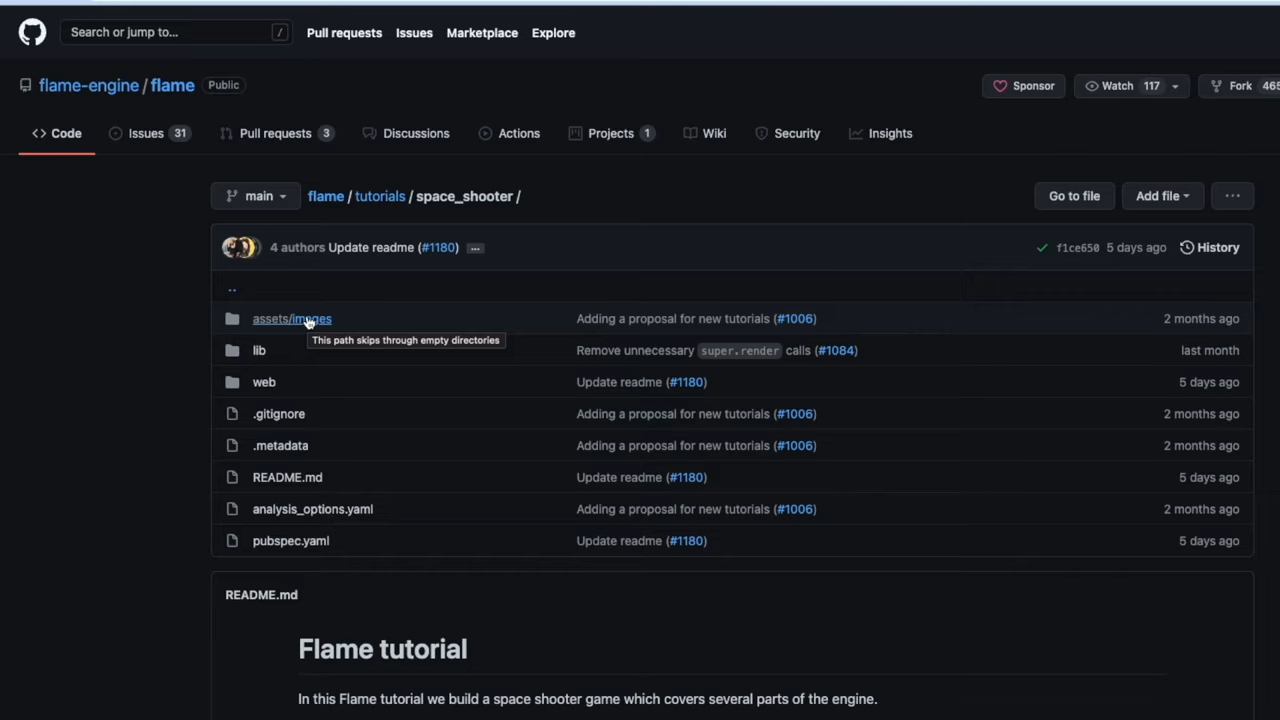 Search or jump to... /
Pull requests Issues Marketplace Explore
flame-engine / flame Public
Sponsor Watch 117 Fork 465
Code Issues 31 Pull requests 3 Discussions Actions Projects 1 Wiki Security Insights
main flame / tutorials / space_shooter / Go to file Add file ...
4 authors Update readme (#1180) ... f1ce650 5 days ago History
..
assets/images Adding a proposal for new tutorials (#1006) 2 months ago
This path skips through empty directories
lib Remove unnecessary super.render calls (#1084) last month
web Update readme (#1180) 5 days ago
.gitignore Adding a proposal for new tutorials (#1006) 2 months ago
.metadata Adding a proposal for new tutorials (#1006) 2 months ago
README.md Update readme (#1180) 5 days ago
analysis_options.yaml Adding a proposal for new tutorials (#1006) 2 months ago
pubspec.yaml Update readme (#1180) 5 days ago
README.md
Flame tutorial
In this Flame tutorial we build a space shooter game which covers several parts of the engine.